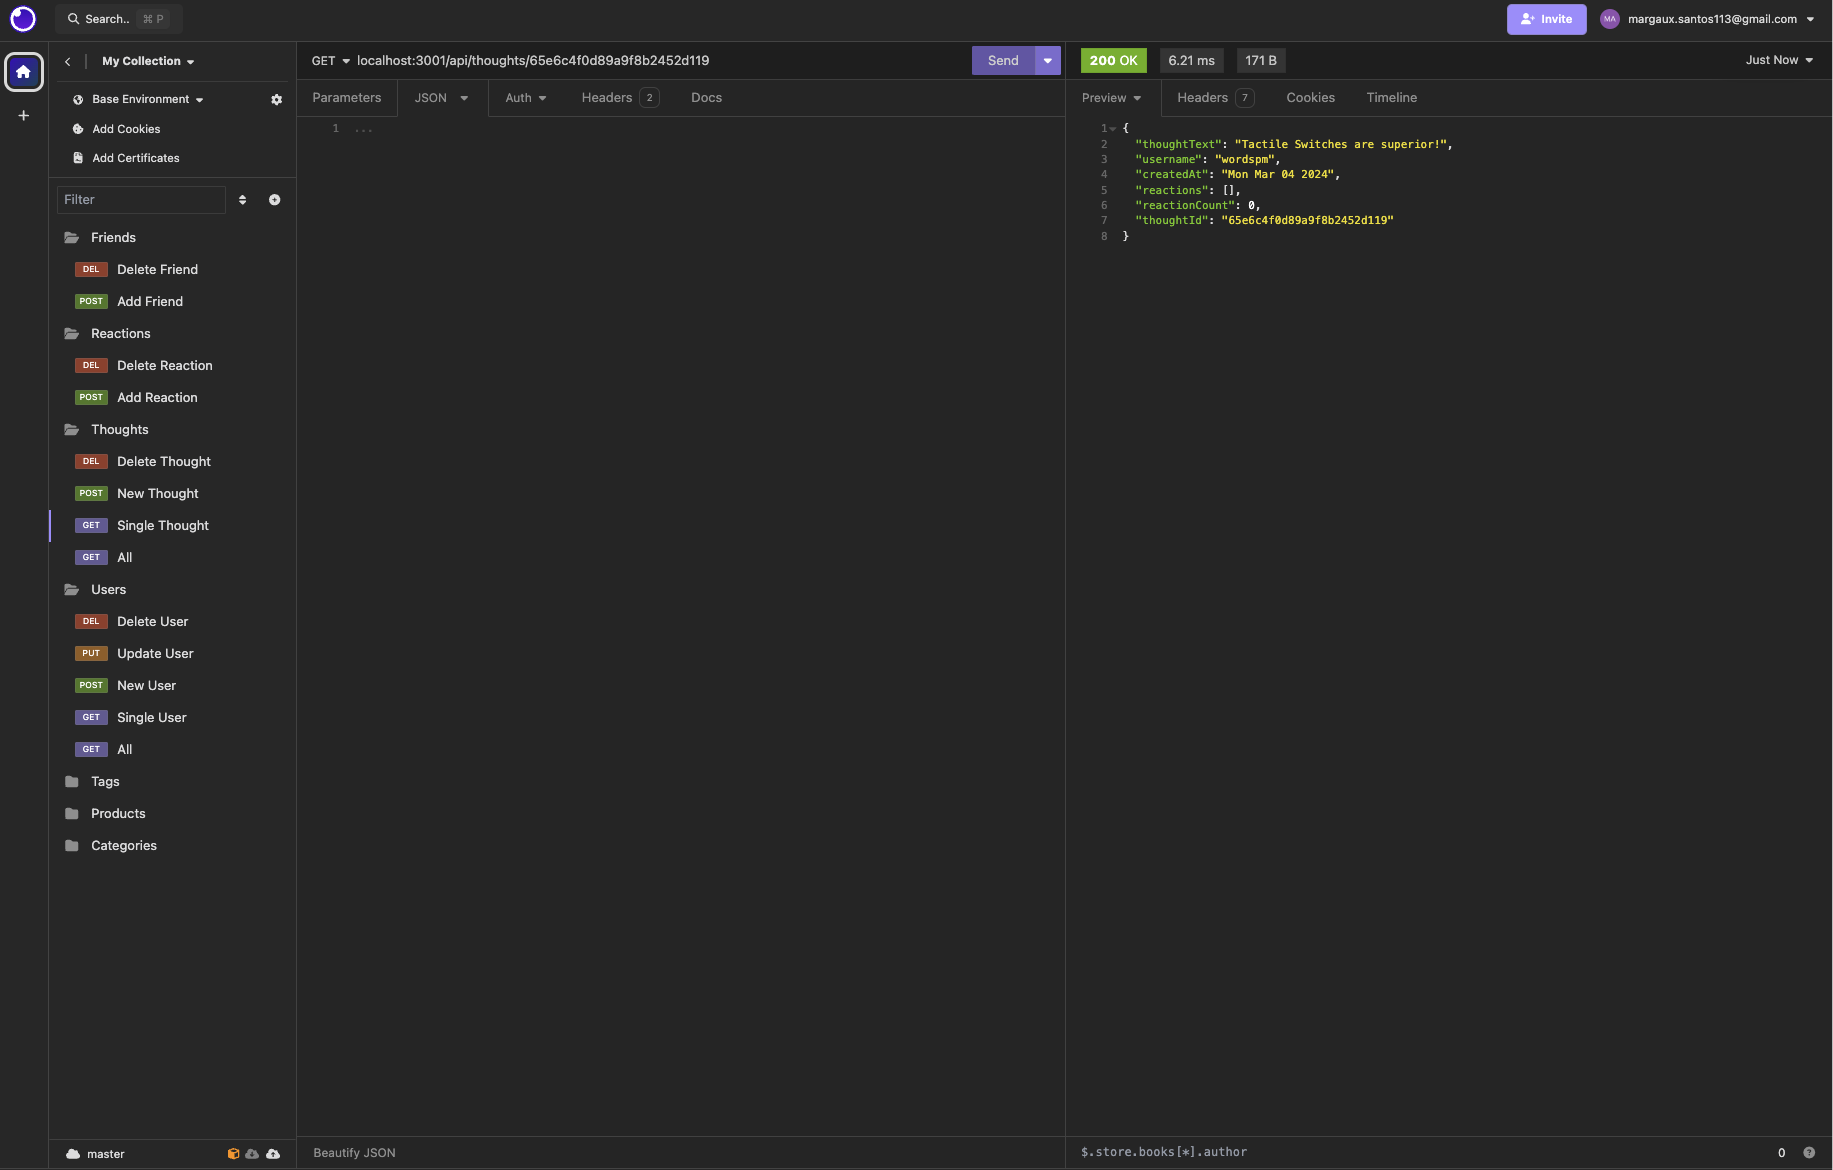 Search.. ⌘ P
Invite
MA margaux.santos113@gmail.com
My Collection
Base Environment
Add Cookies
Add Certificates
Filter
Friends
DEL Delete Friend
POST Add Friend
Reactions
DEL Delete Reaction
POST Add Reaction
Thoughts
DEL Delete Thought
POST New Thought
GET Single Thought
GET All
Users
DEL Delete User
PUT Update User
POST New User
GET Single User
GET All
Tags
Products
Categories
master
GET localhost:3001/api/thoughts/65e6c4f0d89a9f8b2452d119 Send
Parameters JSON Auth Headers 2 Docs
1 ...
Beautify JSON
200 OK 6.21 ms 171 B Just Now
Preview Headers 7 Cookies Timeline
1 {
2 "thoughtText": "Tactile Switches are superior!",
3 "username": "wordspm",
4 "createdAt": "Mon Mar 04 2024",
5 "reactions": [],
6 "reactionCount": 0,
7 "thoughtId": "65e6c4f0d89a9f8b2452d119"
8 }
$.store.books[*].author 0 ?